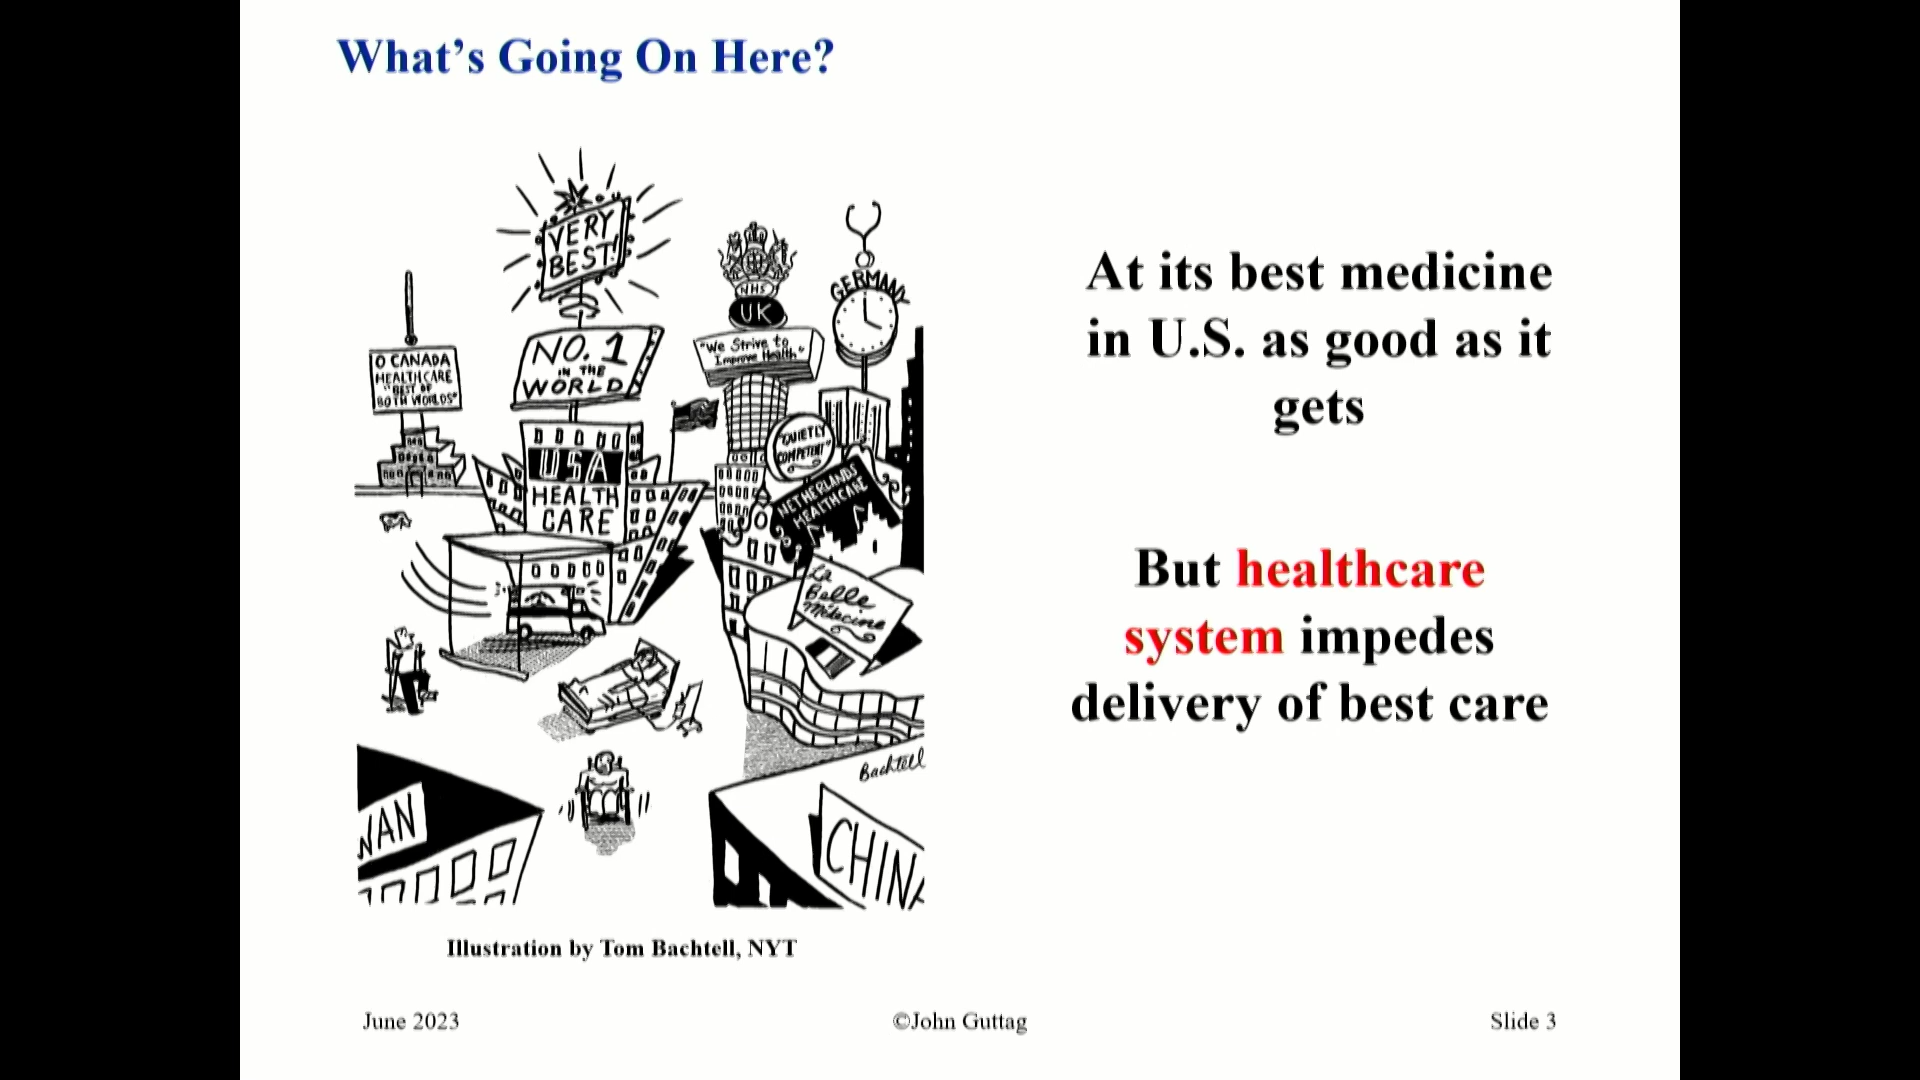 What's Going On Here?
VERY
BEST!
NO. 1
IN THE
WORLD
O CANADA
HEALTHCARE
"BEST OF
BOTH WORLDS"
NHS
UK
"We Strive to
Improve Health."
GERMANY
USA
HEALTH
CARE
"QUIETLY
COMPETENT"
NETHERLANDS
HEALTHCARE
La
Belle
Médecine
Bachtell
WAN
CHINA
Illustration by Tom Bachtell, NYT
At its best medicine
in U.S. as good as it
gets
But healthcare
system impedes
delivery of best care
June 2023
©John Guttag
Slide 3